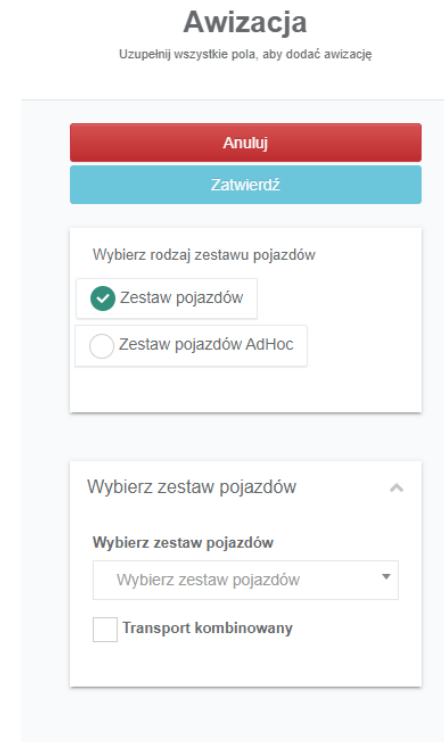 Awizacja
Uzupełnij wszystkie pola, aby dodać awizację
Anuluj
Zatwierdź
Wybierz rodzaj zestawu pojazdów
Zestaw pojazdów
Zestaw pojazdów AdHoc
Wybierz zestaw pojazdów
Wybierz zestaw pojazdów
Wybierz zestaw pojazdów
Transport kombinowany